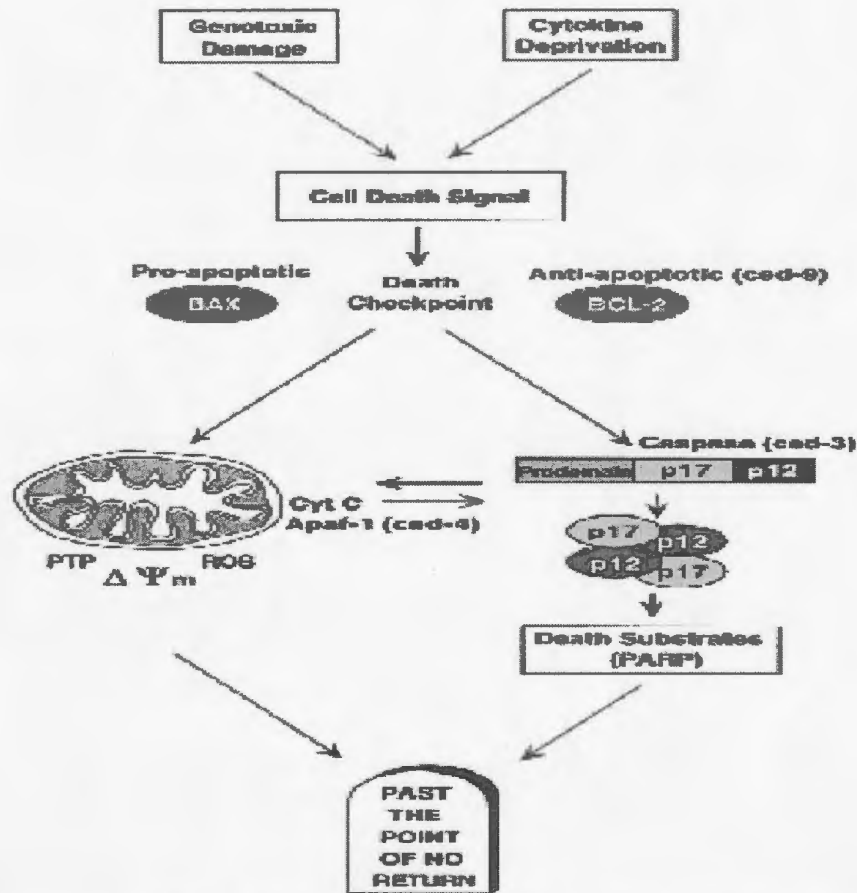 Genotoxic
Damage
Cytokine
Deprivation
Cell Death Signal
Pro-apoptotic
BAX
Death
Checkpoint
Anti-apoptotic (ced-9)
BCL-2
Caspase (ced-3)
Prodomain p17 p12
Cyt C
Apaf-1 (ced-4)
PTP
ROS
Δ Ψm
p17
p12
p12
p17
Death Substrates
(PARP)
PAST
THE
POINT
OF NO
RETURN